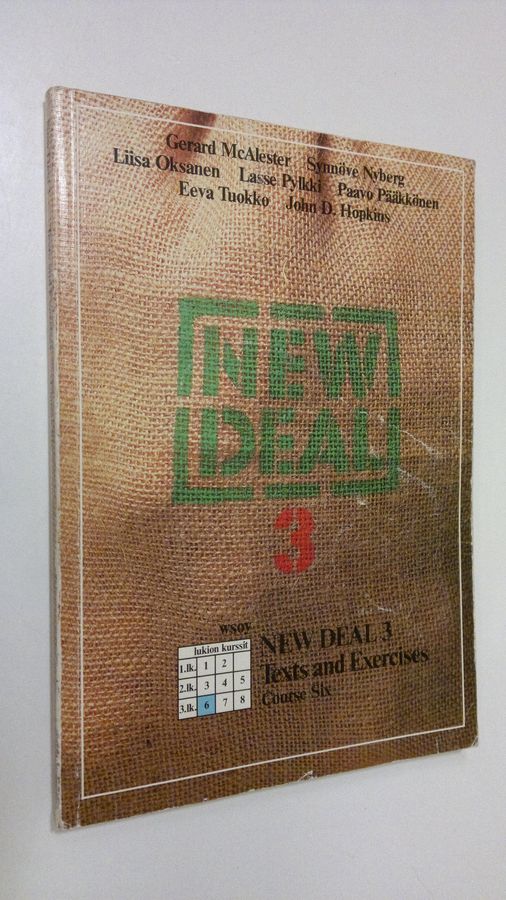 Gerard McAlester Synnöve Nyberg
Liisa Oksanen Lasse Pylkki Paavo Pääkkönen
Eeva Tuokko John D. Hopkins
NEW
DEAL
3
wsoy
lukion kurssit
1.lk. 1 2
2.lk. 3 4 5
3.lk. 6 7 8
NEW DEAL 3
Texts and Exercises
Course Six